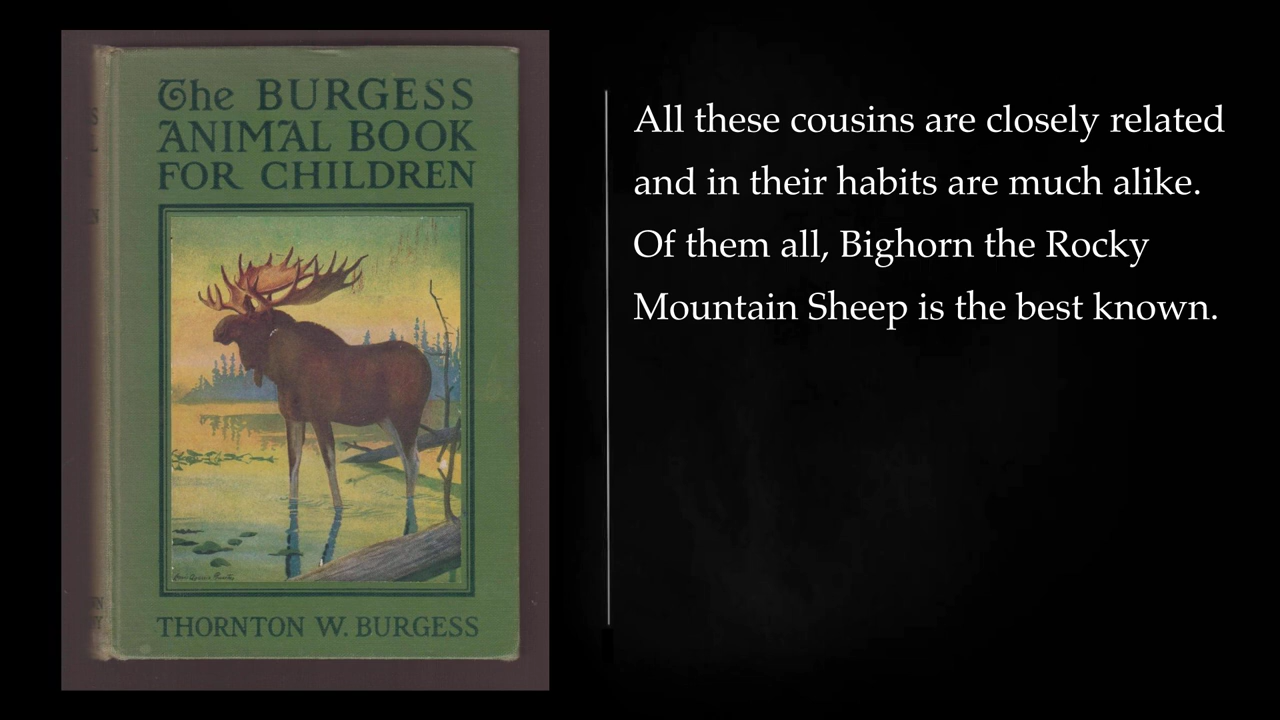 The BURGESS
ANIMAL BOOK
FOR CHILDREN
THORNTON W. BURGESS
All these cousins are closely related
and in their habits are much alike.
Of them all, Bighorn the Rocky
Mountain Sheep is the best known.